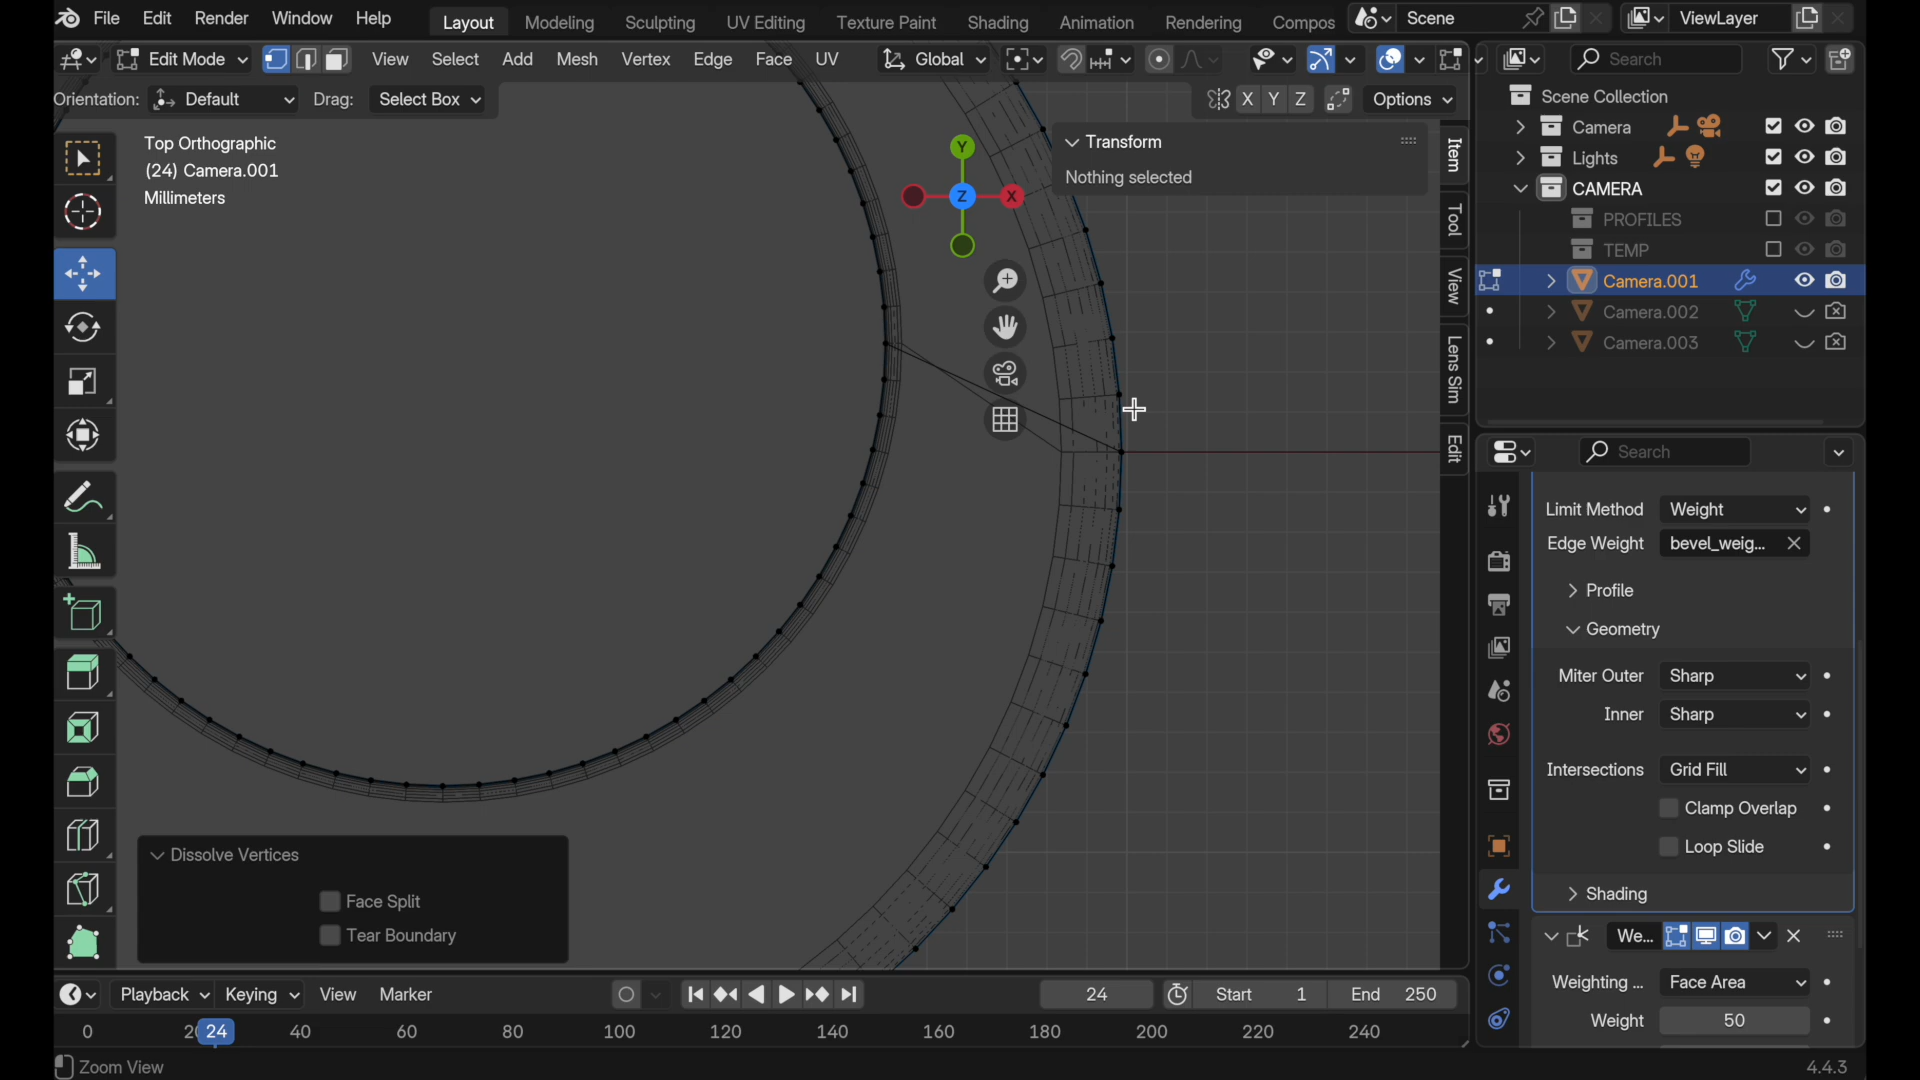 File Edit Render Window Help Layout Modeling Sculpting UV Editing Texture Paint Shading Animation Rendering Compos Scene ViewLayer
Edit Mode View Select Add Mesh Vertex Edge Face UV Global Search
Orientation: Default Drag: Select Box X Y Z Options
Scene Collection
Camera
Lights
CAMERA
PROFILES
TEMP
Camera.001
Camera.002
Camera.003
Top Orthographic
(24) Camera.001
Millimeters
Y
Z
X
Transform
Nothing selected
Item
Tool
View
Lens Sim
Edit
Search
Limit Method Weight
Edge Weight bevel_weig...
Profile
Geometry
Miter Outer Sharp
Inner Sharp
Intersections Grid Fill
Clamp Overlap
Loop Slide
Shading
We...
Weighting ... Face Area
Weight 50
Dissolve Vertices
Face Split
Tear Boundary
Playback Keying View Marker 24 Start 1 End 250
0 24 40 60 80 100 120 140 160 180 200 220 240
Zoom View 4.4.3